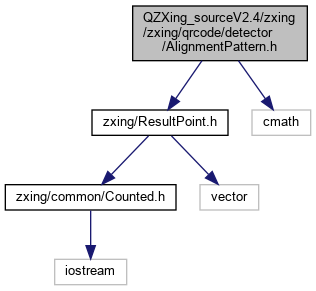 QZXing_sourceV2.4/zxing
/zxing/qrcode/detector
/AlignmentPattern.h
zxing/ResultPoint.h
cmath
zxing/common/Counted.h
vector
iostream